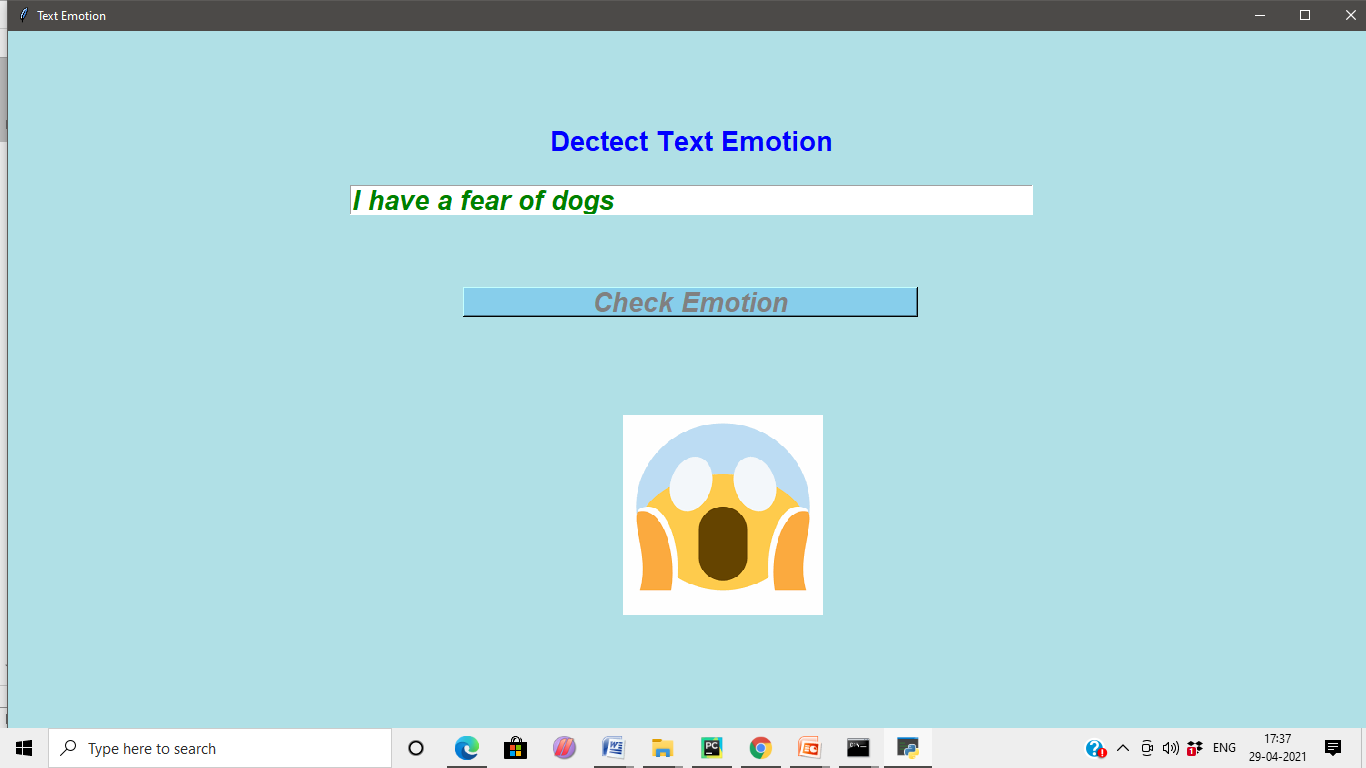 Text Emotion
Dectect Text Emotion
I have a fear of dogs
Check Emotion
Type here to search
ENG
17:37
29-04-2021